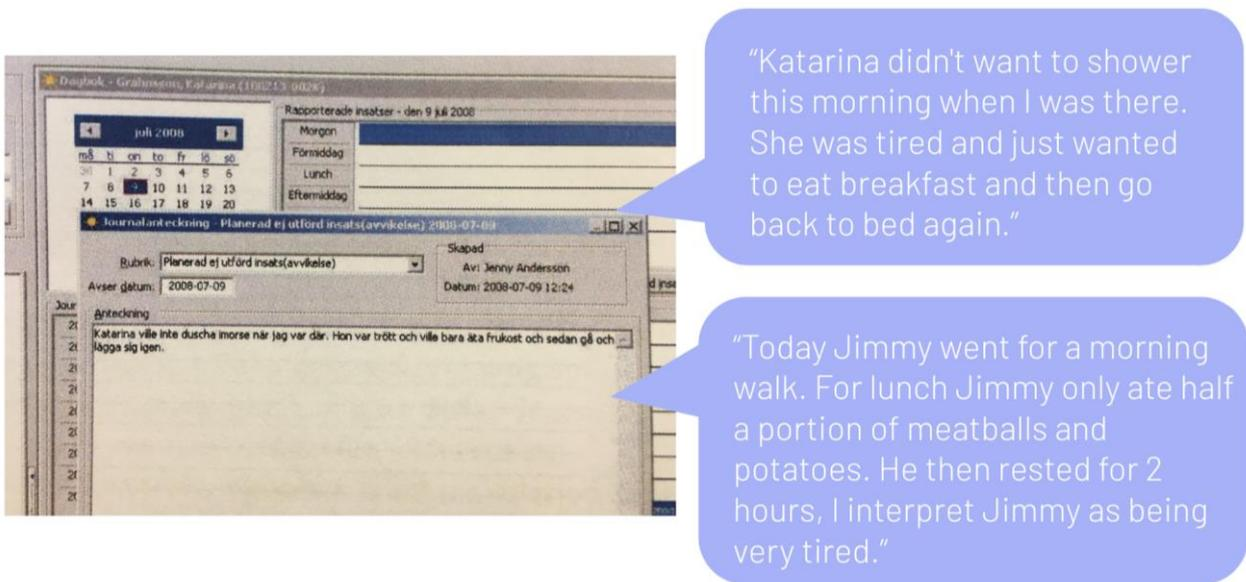 Dagbok - Grahnsson, Katarina
Rapporterade insatser - den 9 juli 2008
juli 2008
Morgon
må ti on to fr lö sö
Förmiddag
30 1 2 3 4 5 6
Lunch
7 8 9 10 11 12 13
Eftermiddag
14 15 16 17 18 19 20
Journalanteckning - Planerad ej utförd insats(avvikelse) 2008-07-09
Skapad
Rubrik: Planerad ej utförd insats(avvikelse)
Av: Jenny Andersson
Avser datum: 2008-07-09
Datum: 2008-07-09 12:24
Anteckning
Katarina ville inte duscha imorse när jag var där. Hon var trött och ville bara äta frukost och sedan gå och
lägga sig igen.
"Katarina didn't want to shower
this morning when I was there.
She was tired and just wanted
to eat breakfast and then go
back to bed again."
"Today Jimmy went for a morning
walk. For lunch Jimmy only ate half
a portion of meatballs and
potatoes. He then rested for 2
hours, I interpret Jimmy as being
very tired."